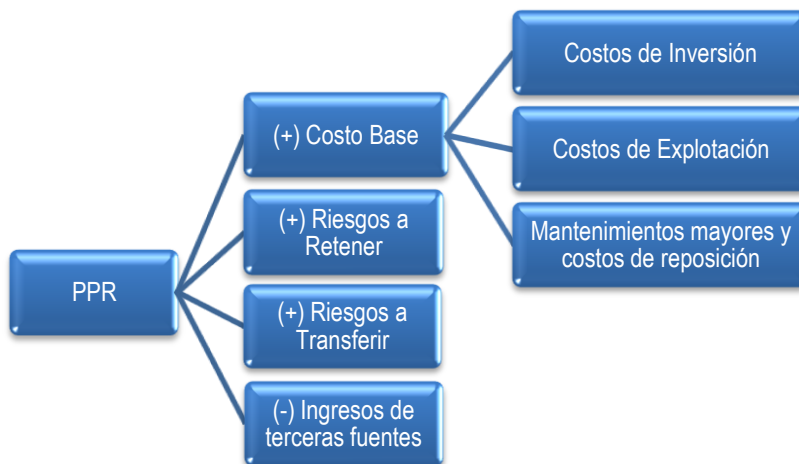 PPR
(+) Costo Base
(+) Riesgos a
Retener
(+) Riesgos a
Transferir
(-) Ingresos de
terceras fuentes
Costos de Inversión
Costos de Explotación
Mantenimientos mayores y
costos de reposición